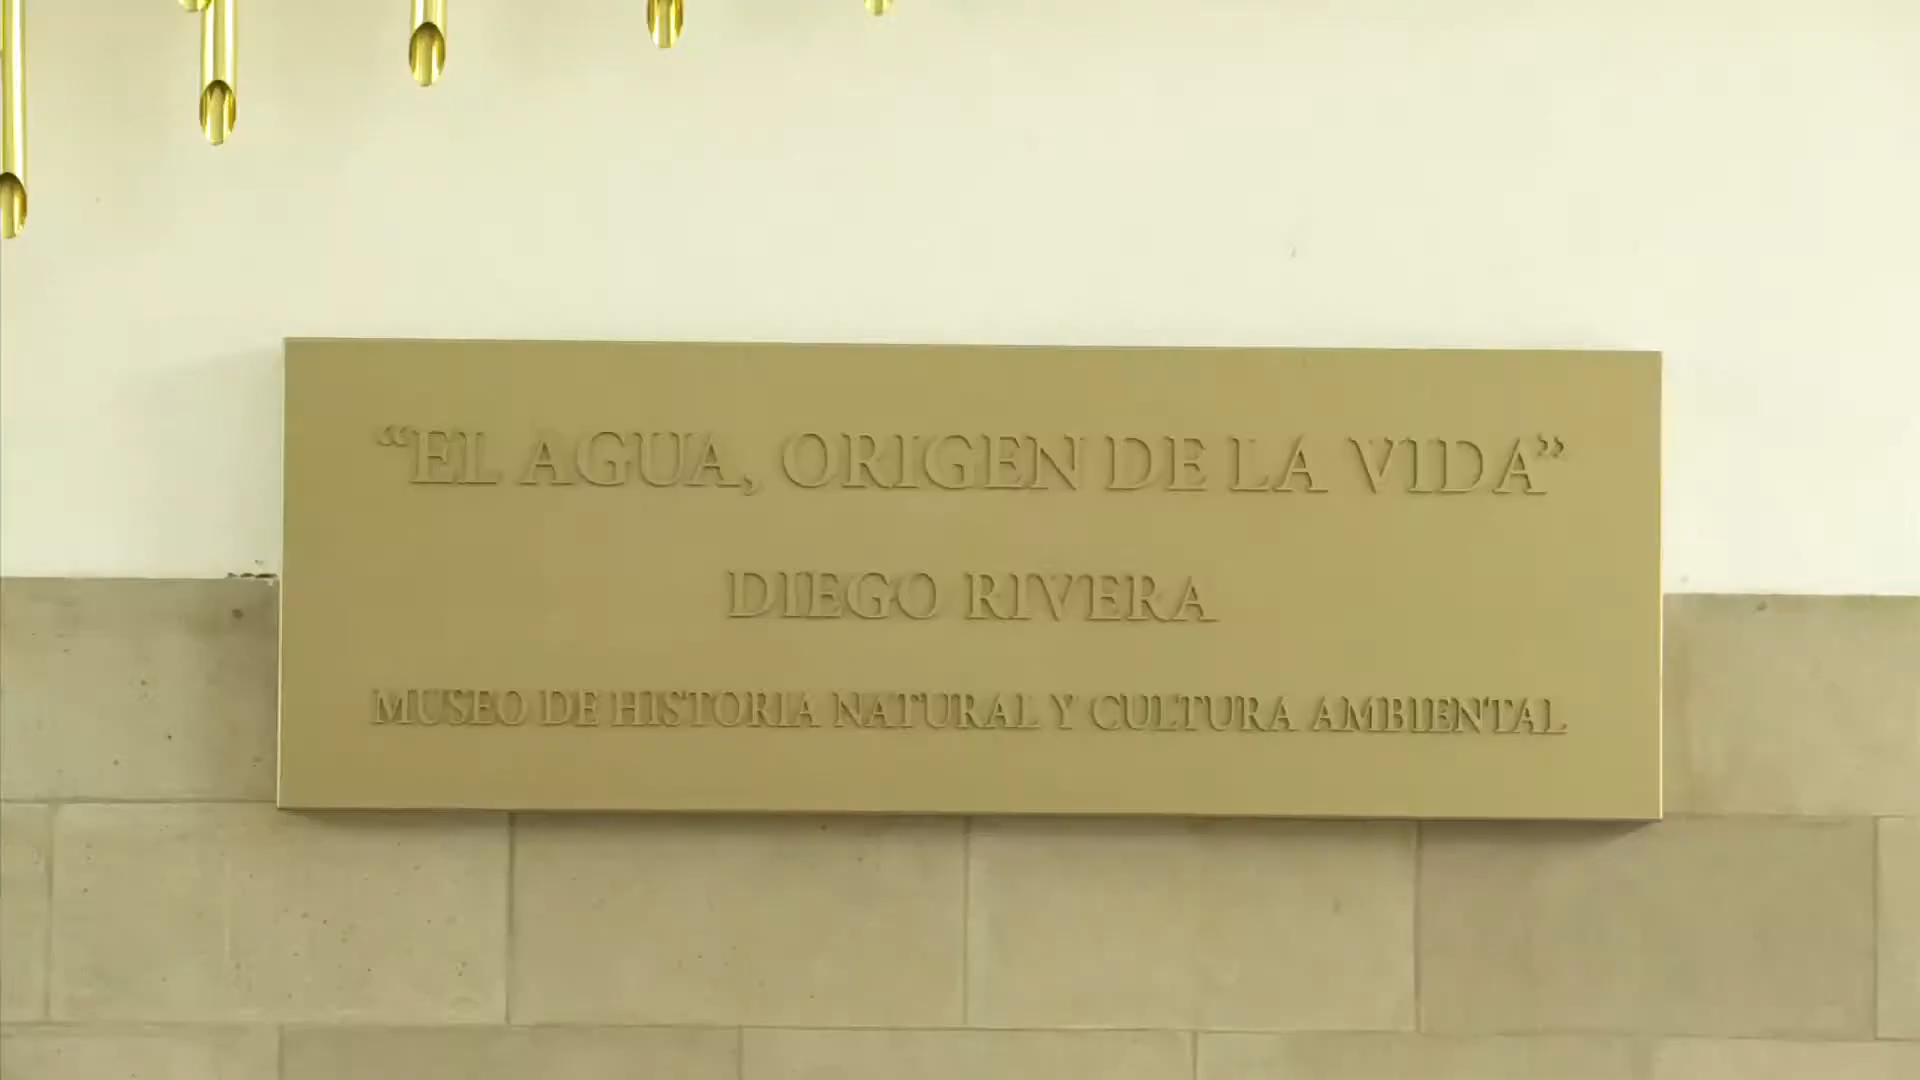 “EL AGUA, ORIGEN DE LA VIDA”
DIEGO RIVERA
MUSEO DE HISTORIA NATURAL Y CULTURA AMBIENTAL